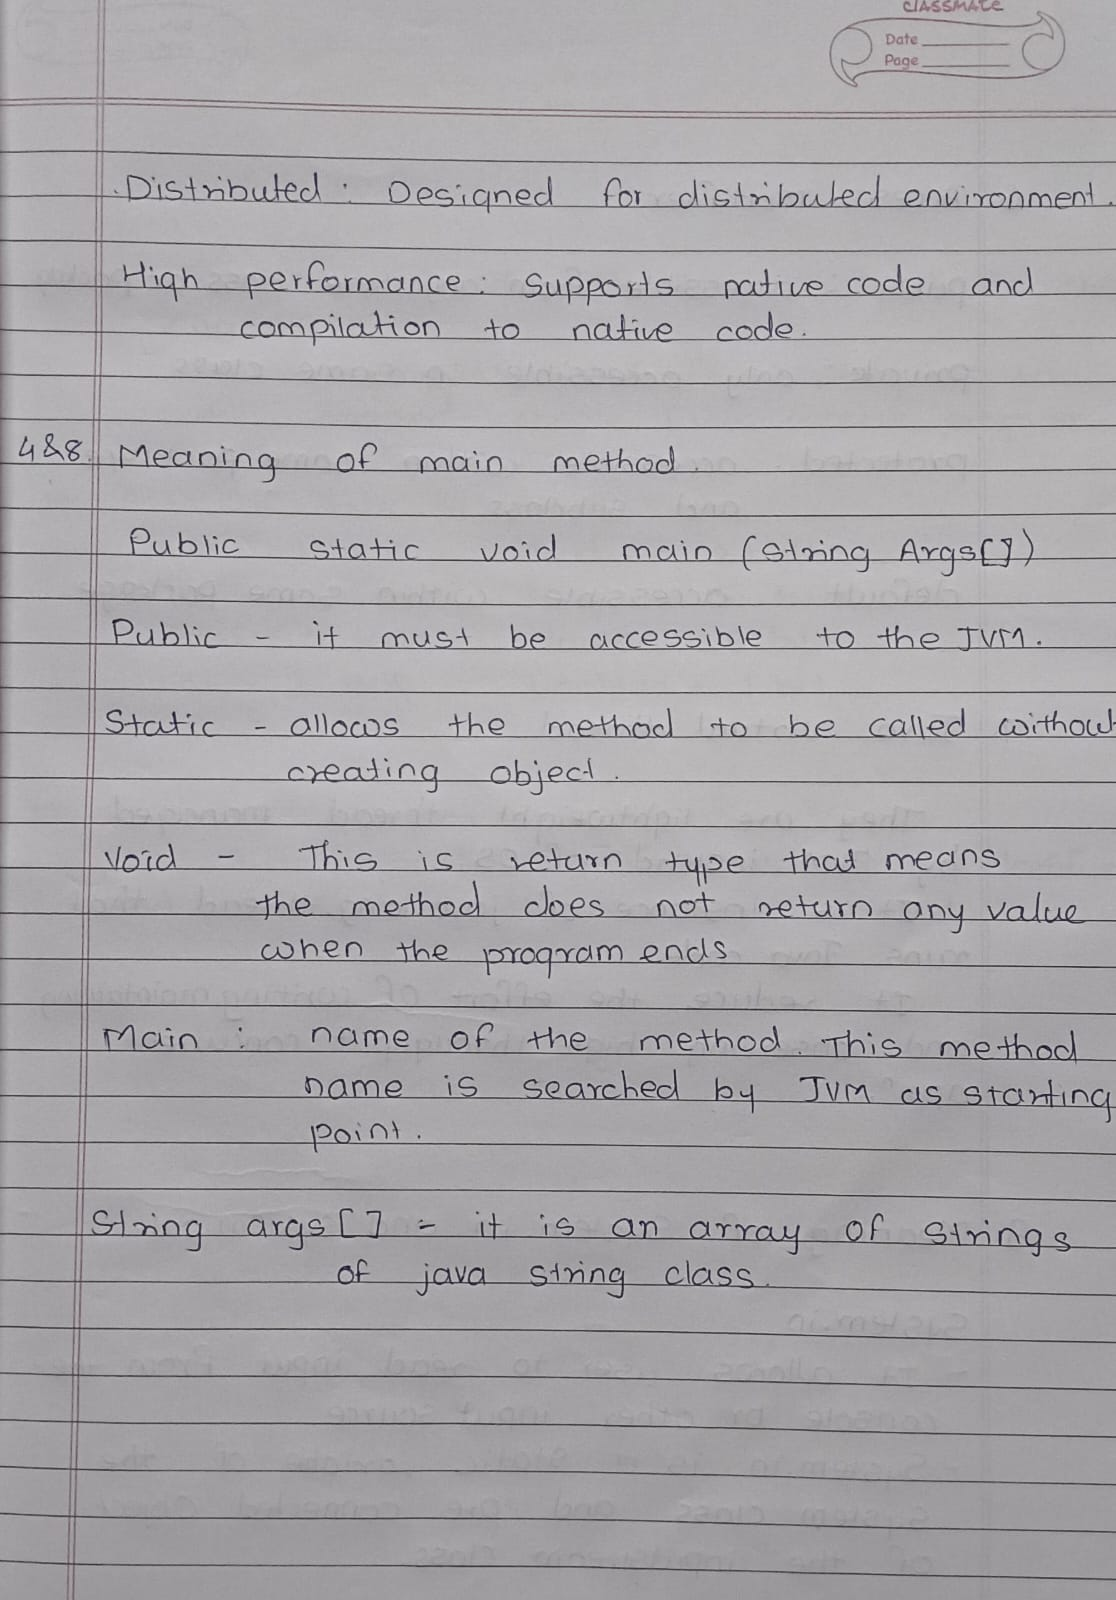 classmate
Date
Page
Distributed : Designed for distributed environment.
High performance : Supports native code and
compilation to native code.
4&8. Meaning of main method.
Public static void main (String Args[])
Public - it must be accessible to the JVM.
Static - allows the method to be called without
creating object.
Void - This is return type that means
the method does not return any value
when the program ends
Main : name of the method. This method
name is searched by JVM as starting
point.
String args [] - it is an array of strings
of java string class.